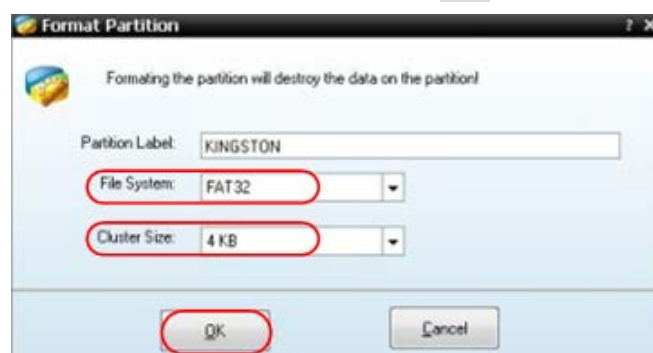 Format Partition
? X
Formating the partition will destroy the data on the partition!
Partition Label: KINGSTON
File System: FAT32
Cluster Size: 4 KB
OK Cancel